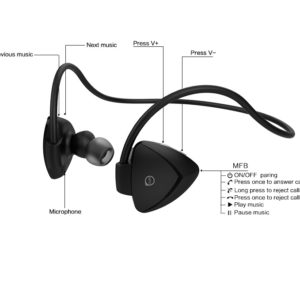 Next music
Press V+
Press V-
vious music
Microphone
MFB
ON/OFF paring
Press once to answer ca
Long press to reject call
Press once to reject call
Play music
Pause music